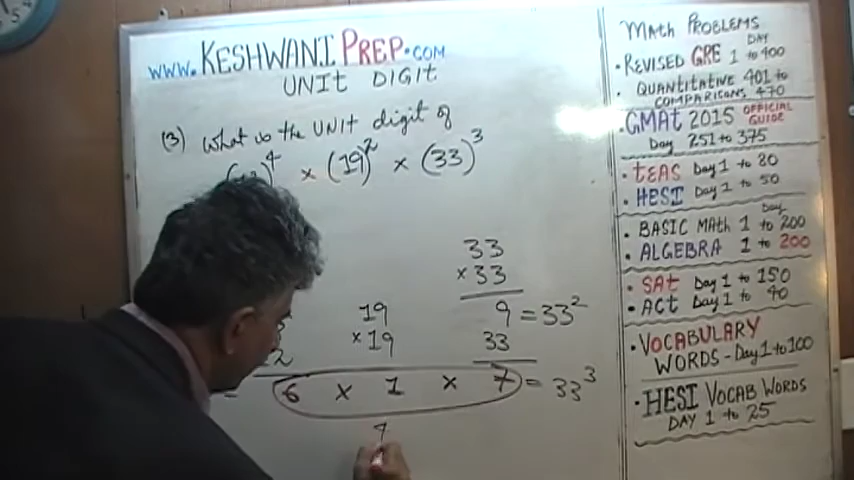 www.KESHWANI PREP.COM
UNIT DIGIT
(3) What is the UNIT digit of
)⁴ × (19)² × (33)³
33
×33
9 = 33²
33
7 = 33³
19
×19
2
6 × 1 × 7
MATH PROBLEMS
• REVISED GRE DAY 1 to 400
• QUANTITATIVE 401 to
COMPARISONS 470
• GMAT 2015 OFFICIAL GUIDE
Day 251 to 375
• TEAS Day 1 to 80
• HESI Day 1 to 50
• BASIC MATH Day 1 to 200
• ALGEBRA 1 to 200
• SAT Day 1 to 150
• ACT Day 1 to 40
• VOCABULARY
WORDS - Day 1 to 100
• HESI VOCAB WORDS
DAY 1 to 25